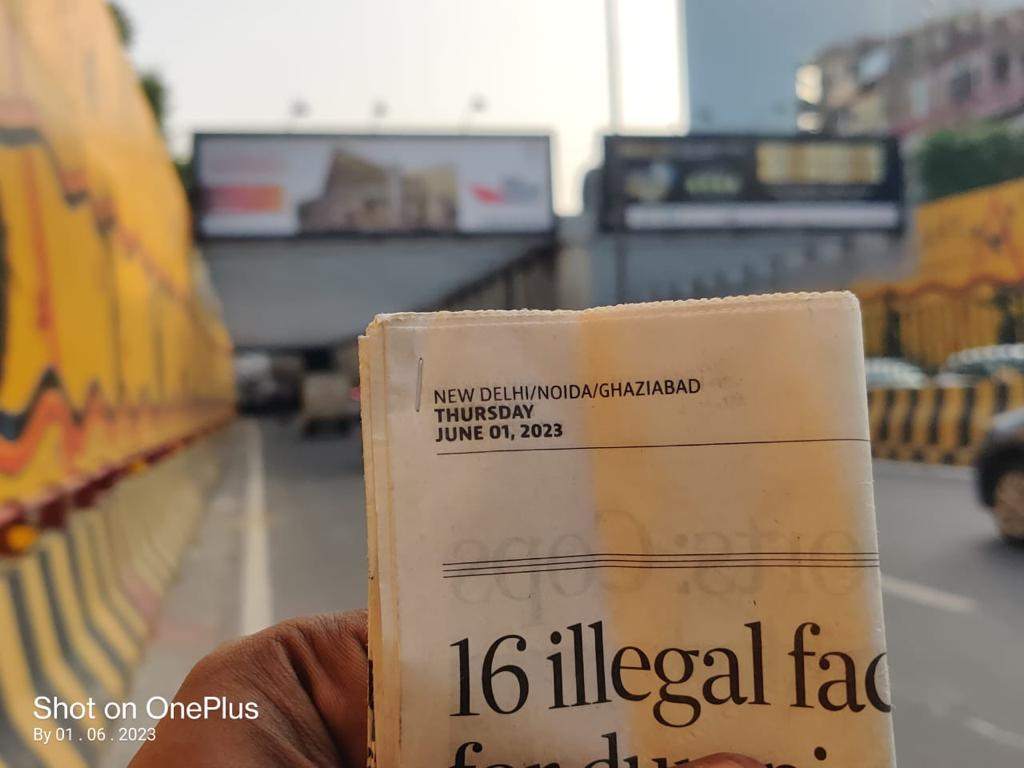 NEW DELHI/NOIDA/GHAZIABAD
THURSDAY
JUNE 01, 2023
16 illegal fac
Shot on OnePlus
By 01 . 06 . 2023